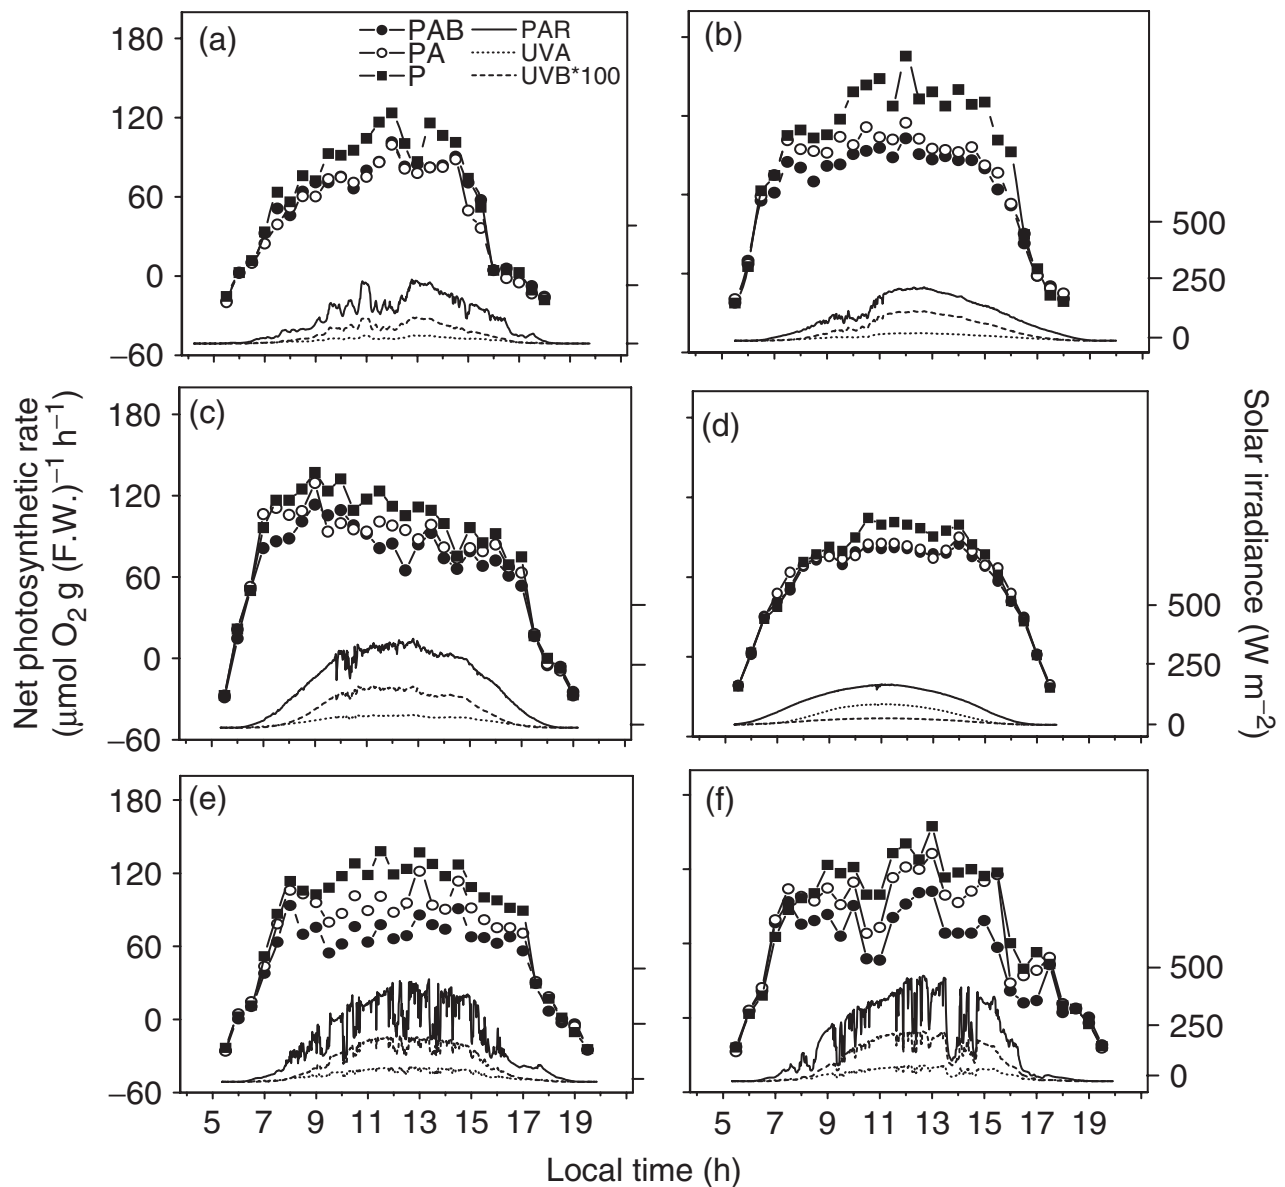 (a)
PAB
PA
P
PAR
UVA
UVB*100
180
120
60
0
−60
(b)
500
250
0
(c)
180
120
60
0
−60
(d)
500
250
0
(e)
180
120
60
0
−60
5 7 9 11 13 15 17 19
(f)
500
250
0
5 7 9 11 13 15 17 19
Net photosynthetic rate
(µmol O2 g (F.W.)−1 h−1)
Solar irradiance (W m−2)
Local time (h)